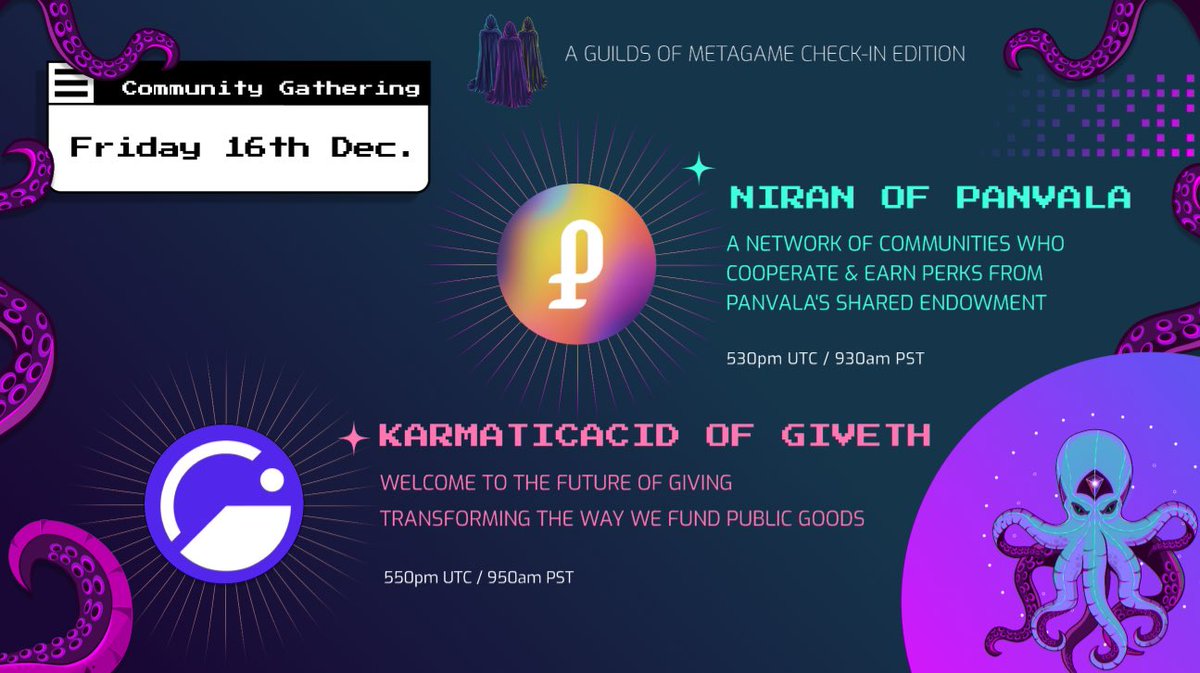 A GUILDS OF METAGAME CHECK-IN EDITION
Community Gathering
Friday 16th Dec.
NIRAN OF PANVALA
A NETWORK OF COMMUNITIES WHO
COOPERATE & EARN PERKS FROM
PANVALA'S SHARED ENDOWMENT
530pm UTC / 930am PST
KARMATICACID OF GIVETH
WELCOME TO THE FUTURE OF GIVING
TRANSFORMING THE WAY WE FUND PUBLIC GOODS
550pm UTC / 950am PST